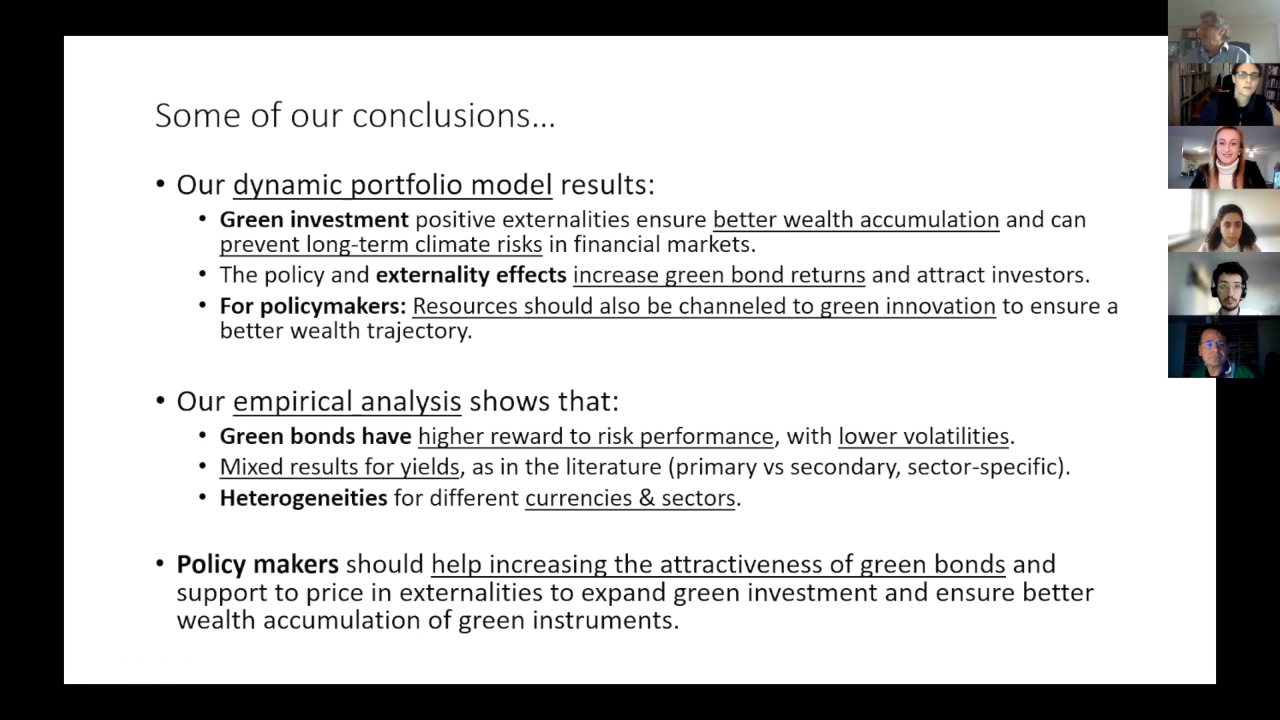 Some of our conclusions...
• Our dynamic portfolio model results:
• Green investment positive externalities ensure better wealth accumulation and can
prevent long-term climate risks in financial markets.
• The policy and externality effects increase green bond returns and attract investors.
• For policymakers: Resources should also be channeled to green innovation to ensure a
better wealth trajectory.
• Our empirical analysis shows that:
• Green bonds have higher reward to risk performance, with lower volatilities.
• Mixed results for yields, as in the literature (primary vs secondary, sector-specific).
• Heterogeneities for different currencies & sectors.
• Policy makers should help increasing the attractiveness of green bonds and
support to price in externalities to expand green investment and ensure better
wealth accumulation of green instruments.